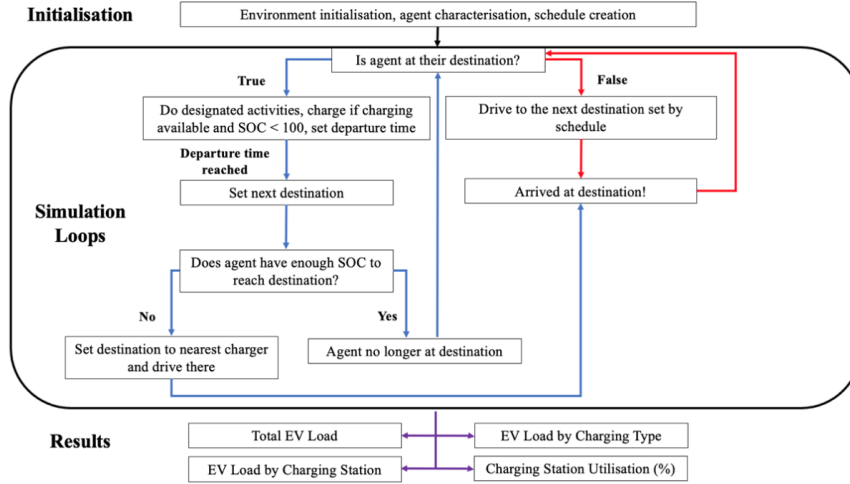 Initialisation
Environment initialisation, agent characterisation, schedule creation
Is agent at their destination?
True
False
Do designated activities, charge if charging
available and SOC < 100, set departure time
Drive to the next destination set by
schedule
Departure time
reached
Set next destination
Arrived at destination!
Simulation
Loops
Does agent have enough SOC to
reach destination?
No
Yes
Set destination to nearest charger
and drive there
Agent no longer at destination
Results
Total EV Load
EV Load by Charging Type
EV Load by Charging Station
Charging Station Utilisation (%)